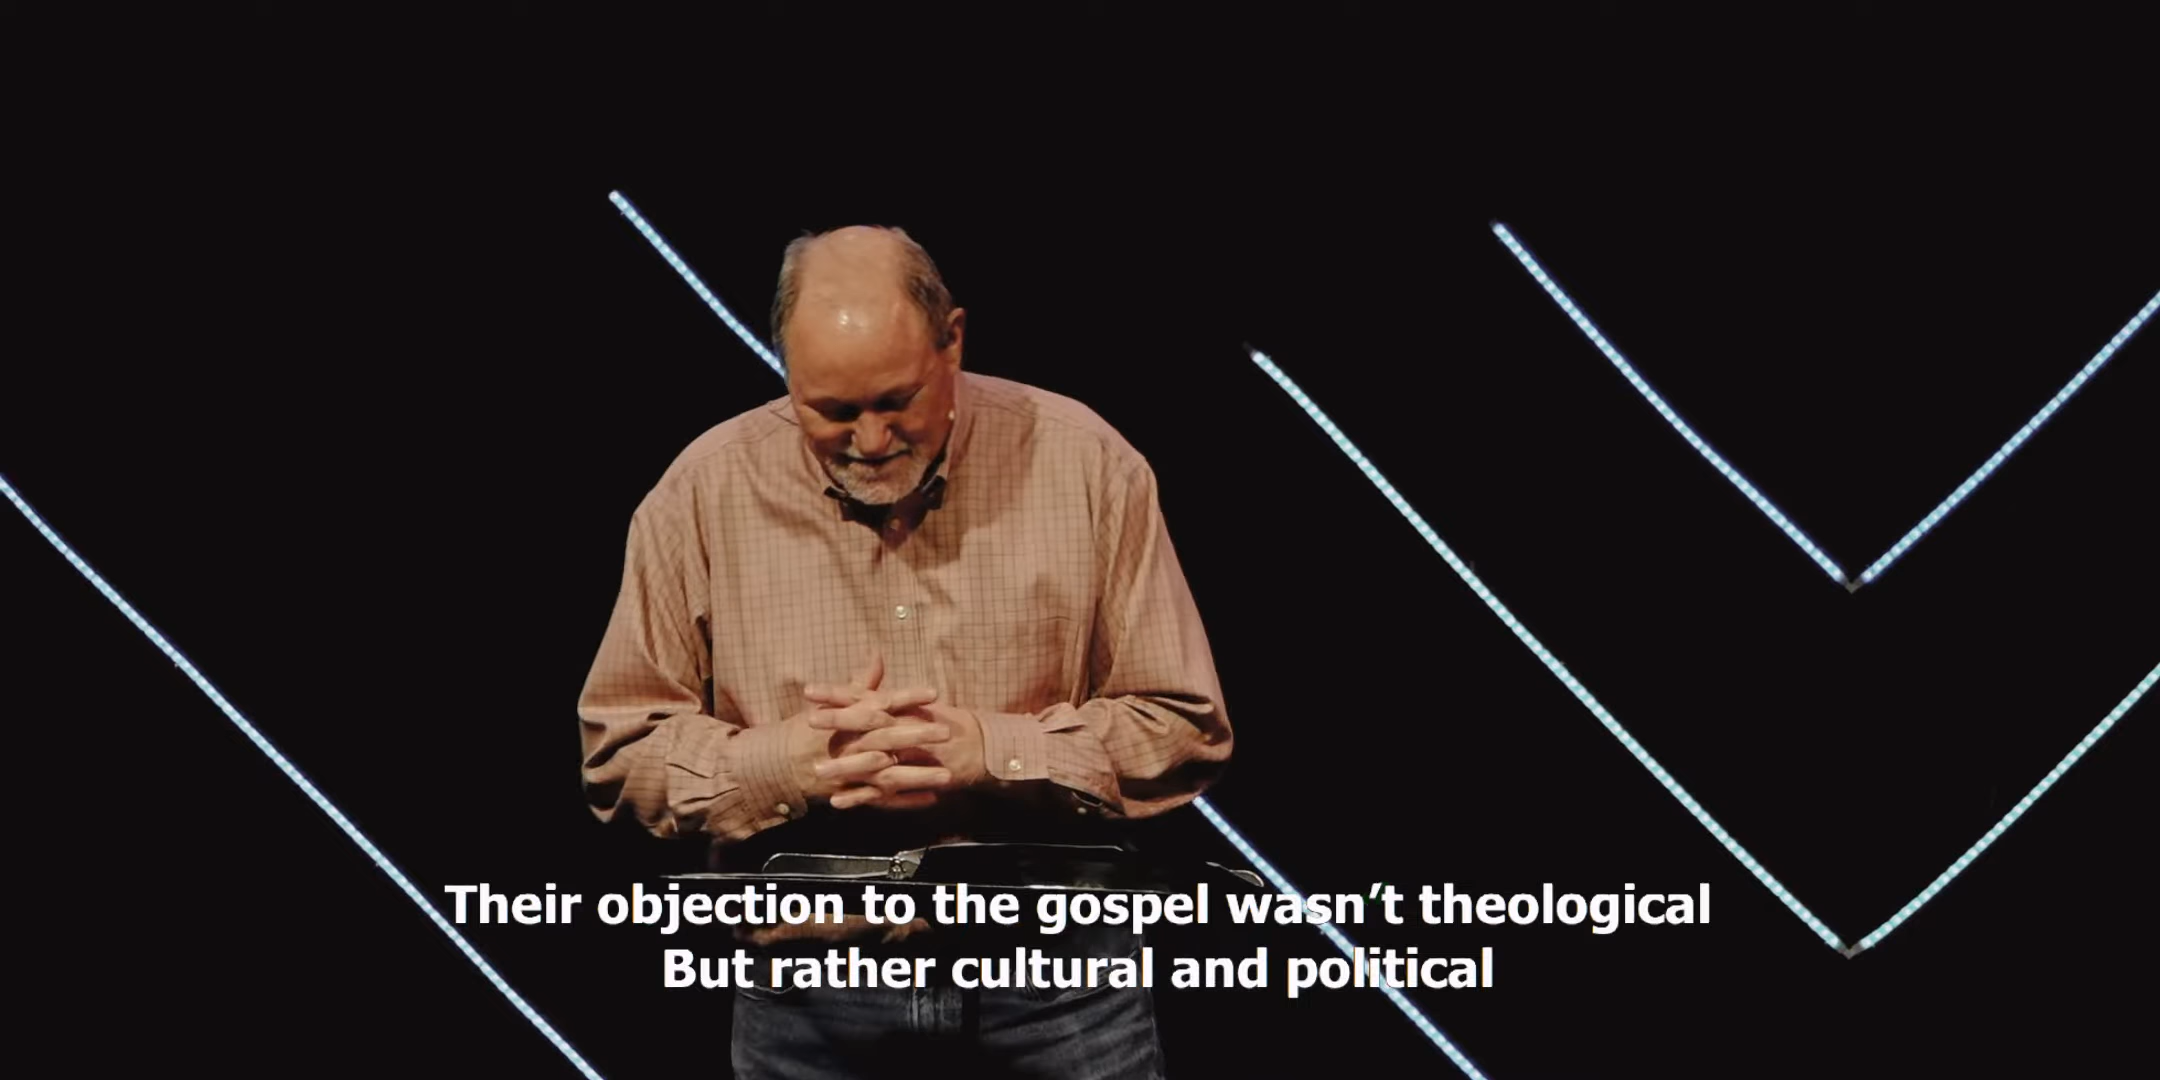 Their objection to the gospel wasn’t theological
But rather cultural and political